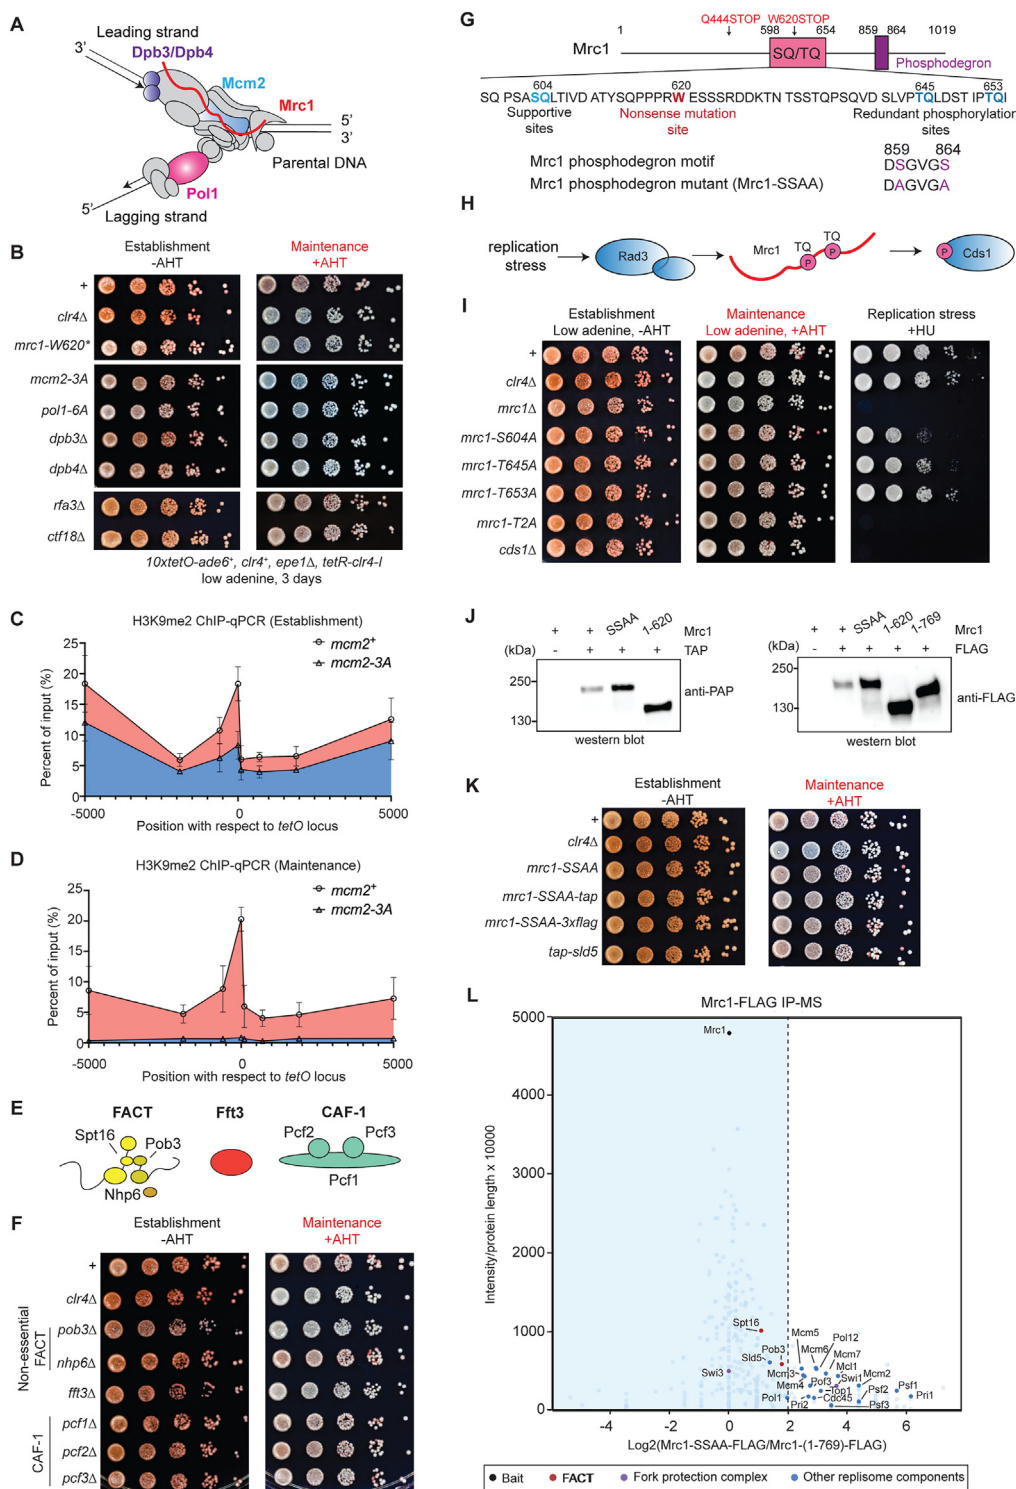 A
Leading strand
3'
Dpb3/Dpb4
Mcm2
Mrc1
5'
3'
Parental DNA
Pol1
5'
Lagging strand
B
Establishment
-AHT
Maintenance
+AHT
+
clr4Δ
mrc1-W620*
mcm2-3A
pol1-6A
dpb3Δ
dpb4Δ
rfa3Δ
ctf18Δ
10xtetO-ade6⁺, clr4⁺, epe1Δ, tetR-clr4-I
low adenine, 3 days
C
H3K9me2 ChIP-qPCR (Establishment)
mcm2⁺
mcm2-3A
Percent of input (%)
25
20
15
10
5
0
-5000
0
5000
Position with respect to tetO locus
D
H3K9me2 ChIP-qPCR (Maintenance)
mcm2⁺
mcm2-3A
Percent of input (%)
25
20
15
10
5
0
-5000
0
5000
Position with respect to tetO locus
E
FACT
Fft3
CAF-1
Spt16
Pob3
Nhp6
Pcf2
Pcf3
Pcf1
F
Establishment
-AHT
Maintenance
+AHT
+
clr4Δ
Non-essential
FACT
pob3Δ
nhp6Δ
fft3Δ
CAF-1
pcf1Δ
pcf2Δ
pcf3Δ
G
Q444STOP W620STOP
1
598
654
859
864
1019
Mrc1
SQ/TQ
Phosphodegron
604
620
645
653
SQ PSASQLTIVD ATYSQPPPRW ESSSRDDKTN TSSTQPSQVD SLVPTQLDST IPTQI
Supportive
sites
Nonsense mutation
site
Redundant phosphorylation
sites
859 864
Mrc1 phosphodegron motif DSGVGS
Mrc1 phosphodegron mutant (Mrc1-SSAA) DAGVGA
H
replication
stress
Rad3
Mrc1
TQ
TQ
P
P
P
Cds1
I
Establishment
Low adenine, -AHT
Maintenance
Low adenine, +AHT
Replication stress
+HU
+
clr4Δ
mrc1Δ
mrc1-S604A
mrc1-T645A
mrc1-T653A
mrc1-T2A
cds1Δ
J
+ + SSAA 1-620 Mrc1
(kDa) - + + + TAP
250
130
anti-PAP
western blot
+ + SSAA 1-620 1-769 Mrc1
(kDa) - + + + + FLAG
250
130
anti-FLAG
western blot
K
Establishment
-AHT
Maintenance
+AHT
+
clr4Δ
mrc1-SSAA
mrc1-SSAA-tap
mrc1-SSAA-3xflag
tap-sld5
L
Mrc1-FLAG IP-MS
Intensity/protein length x 10000
5000
4000
3000
2000
1000
0
Mrc1
Spt16
Pob3
Sld5
Swi3
Mcm5
Mcm6
Pol12
Mcm7
Mcl1
Mcm3
Mcm4
Pof3
Swi1
Mcm2
Top1
Pol1
Pri2
Cdc45
Psf2
Psf3
Psf1
Pri1
-4
0
2
4
6
Log2(Mrc1-SSAA-FLAG/Mrc1-(1-769)-FLAG)
Bait
FACT
Fork protection complex
Other replisome components